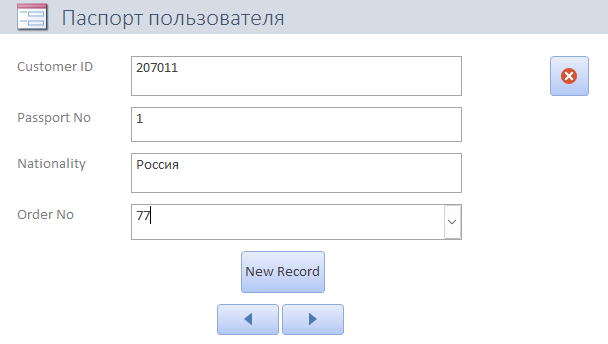 Паспорт пользователя
Customer ID 207011
Passport No 1
Nationality Россия
Order No 77
New Record